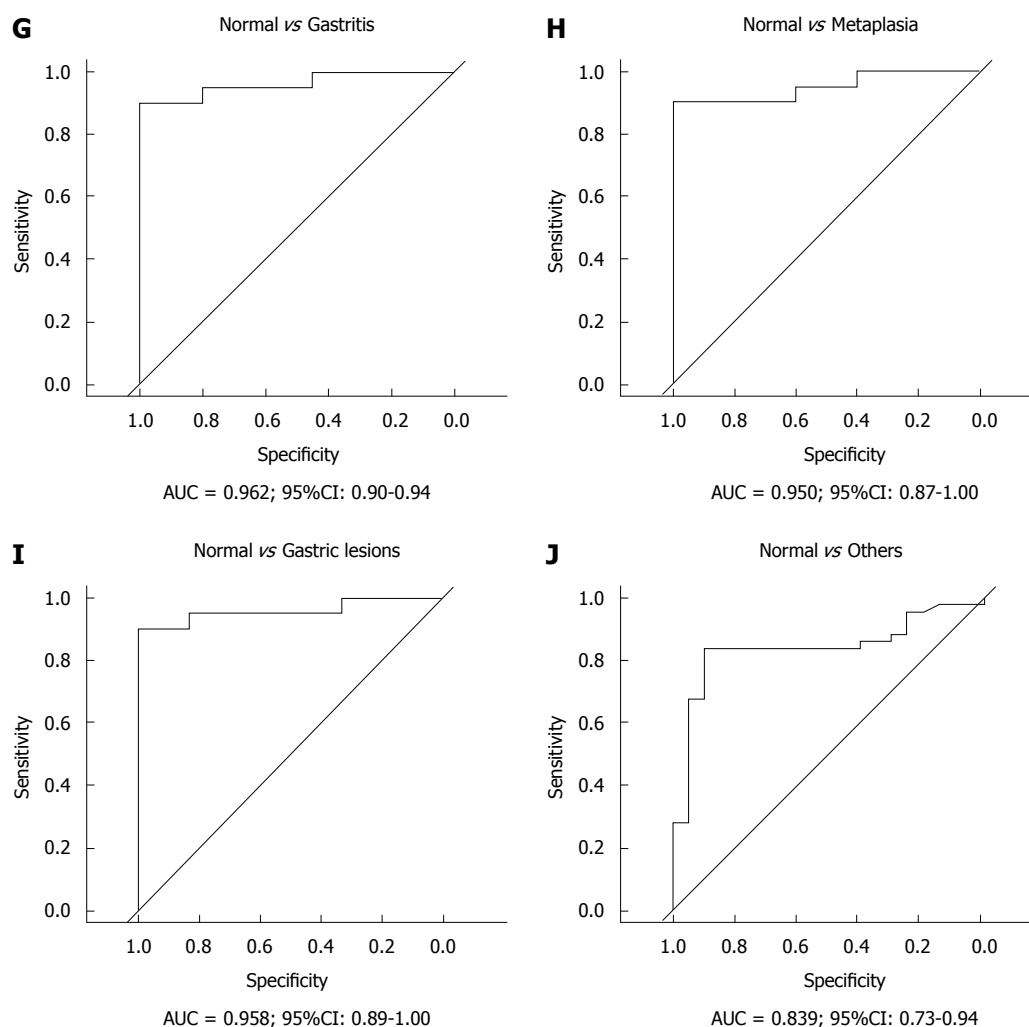 G
Normal vs Gastritis
1.0
0.8
0.6
0.4
0.2
0.0
Sensitivity
1.0 0.8 0.6 0.4 0.2 0.0
Specificity
AUC = 0.962; 95%CI: 0.90-0.94
H
Normal vs Metaplasia
1.0
0.8
0.6
0.4
0.2
0.0
Sensitivity
1.0 0.8 0.6 0.4 0.2 0.0
Specificity
AUC = 0.950; 95%CI: 0.87-1.00
I
Normal vs Gastric lesions
1.0
0.8
0.6
0.4
0.2
0.0
Sensitivity
1.0 0.8 0.6 0.4 0.2 0.0
Specificity
AUC = 0.958; 95%CI: 0.89-1.00
J
Normal vs Others
1.0
0.8
0.6
0.4
0.2
0.0
Sensitivity
1.0 0.8 0.6 0.4 0.2 0.0
Specificity
AUC = 0.839; 95%CI: 0.73-0.94